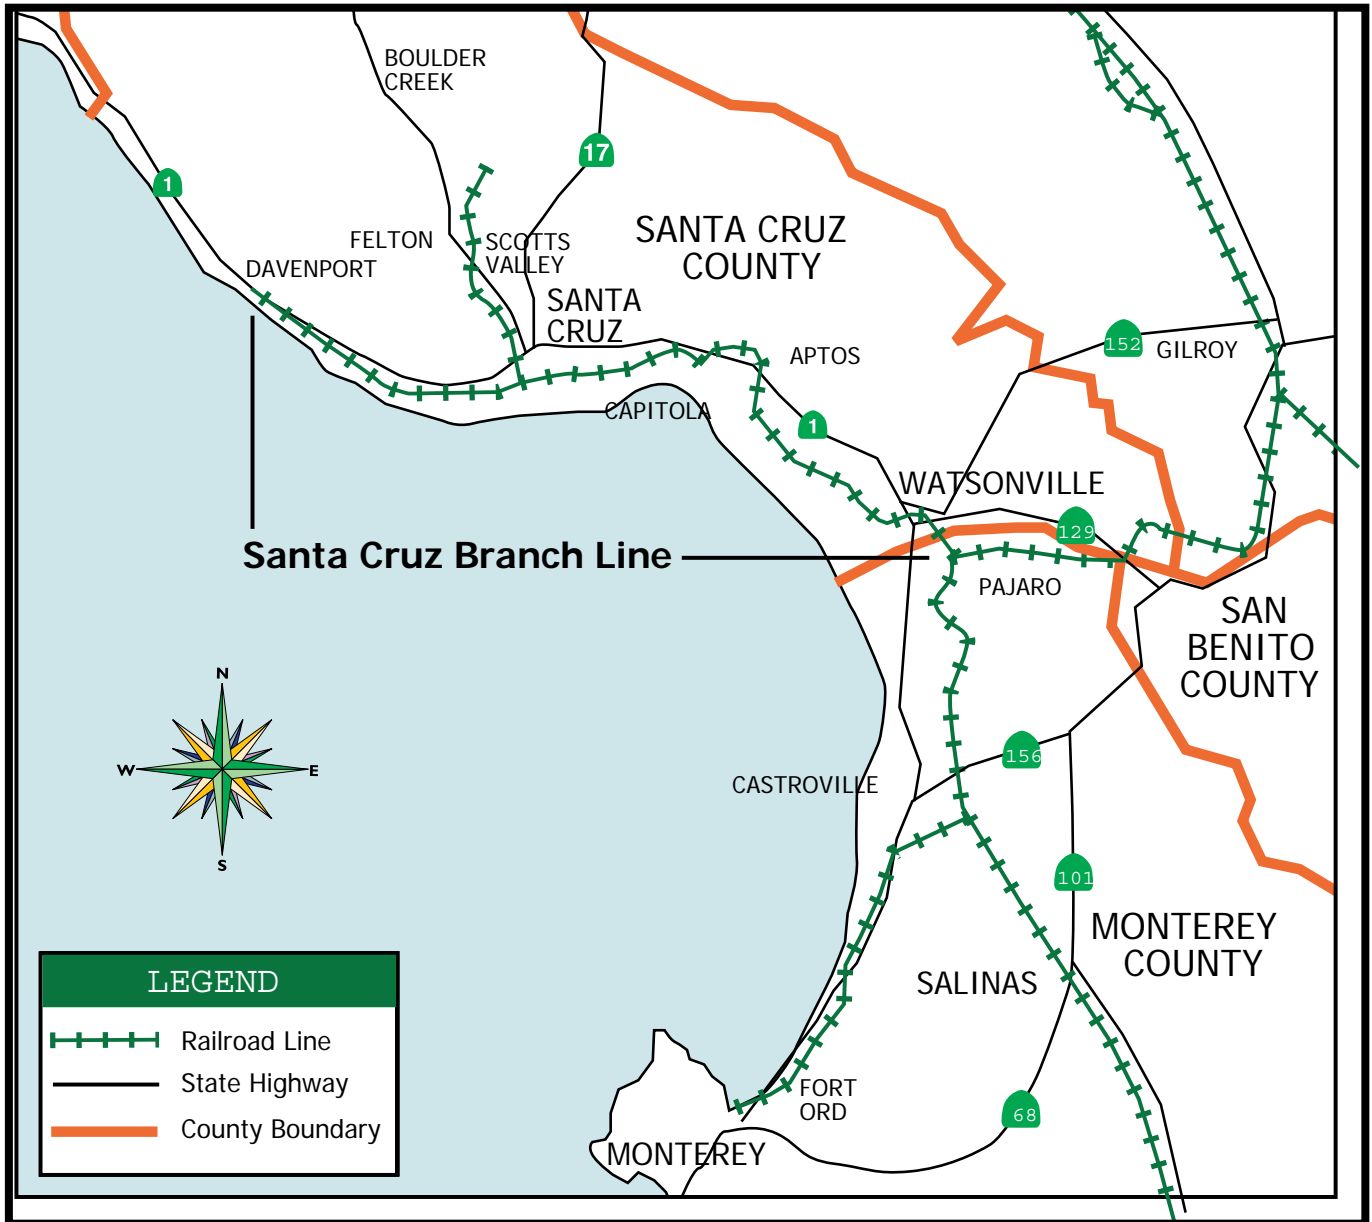 BOULDER
CREEK
17
1
SANTA CRUZ
COUNTY
FELTON
SCOTTS
VALLEY
DAVENPORT
SANTA
CRUZ
152
GILROY
APTOS
CAPITOLA
1
WATSONVILLE
129
Santa Cruz Branch Line
PAJARO
SAN
BENITO
COUNTY
N
W
E
S
156
CASTROVILLE
101
MONTEREY
COUNTY
SALINAS
LEGEND
Railroad Line
State Highway
County Boundary
FORT
ORD
68
MONTEREY